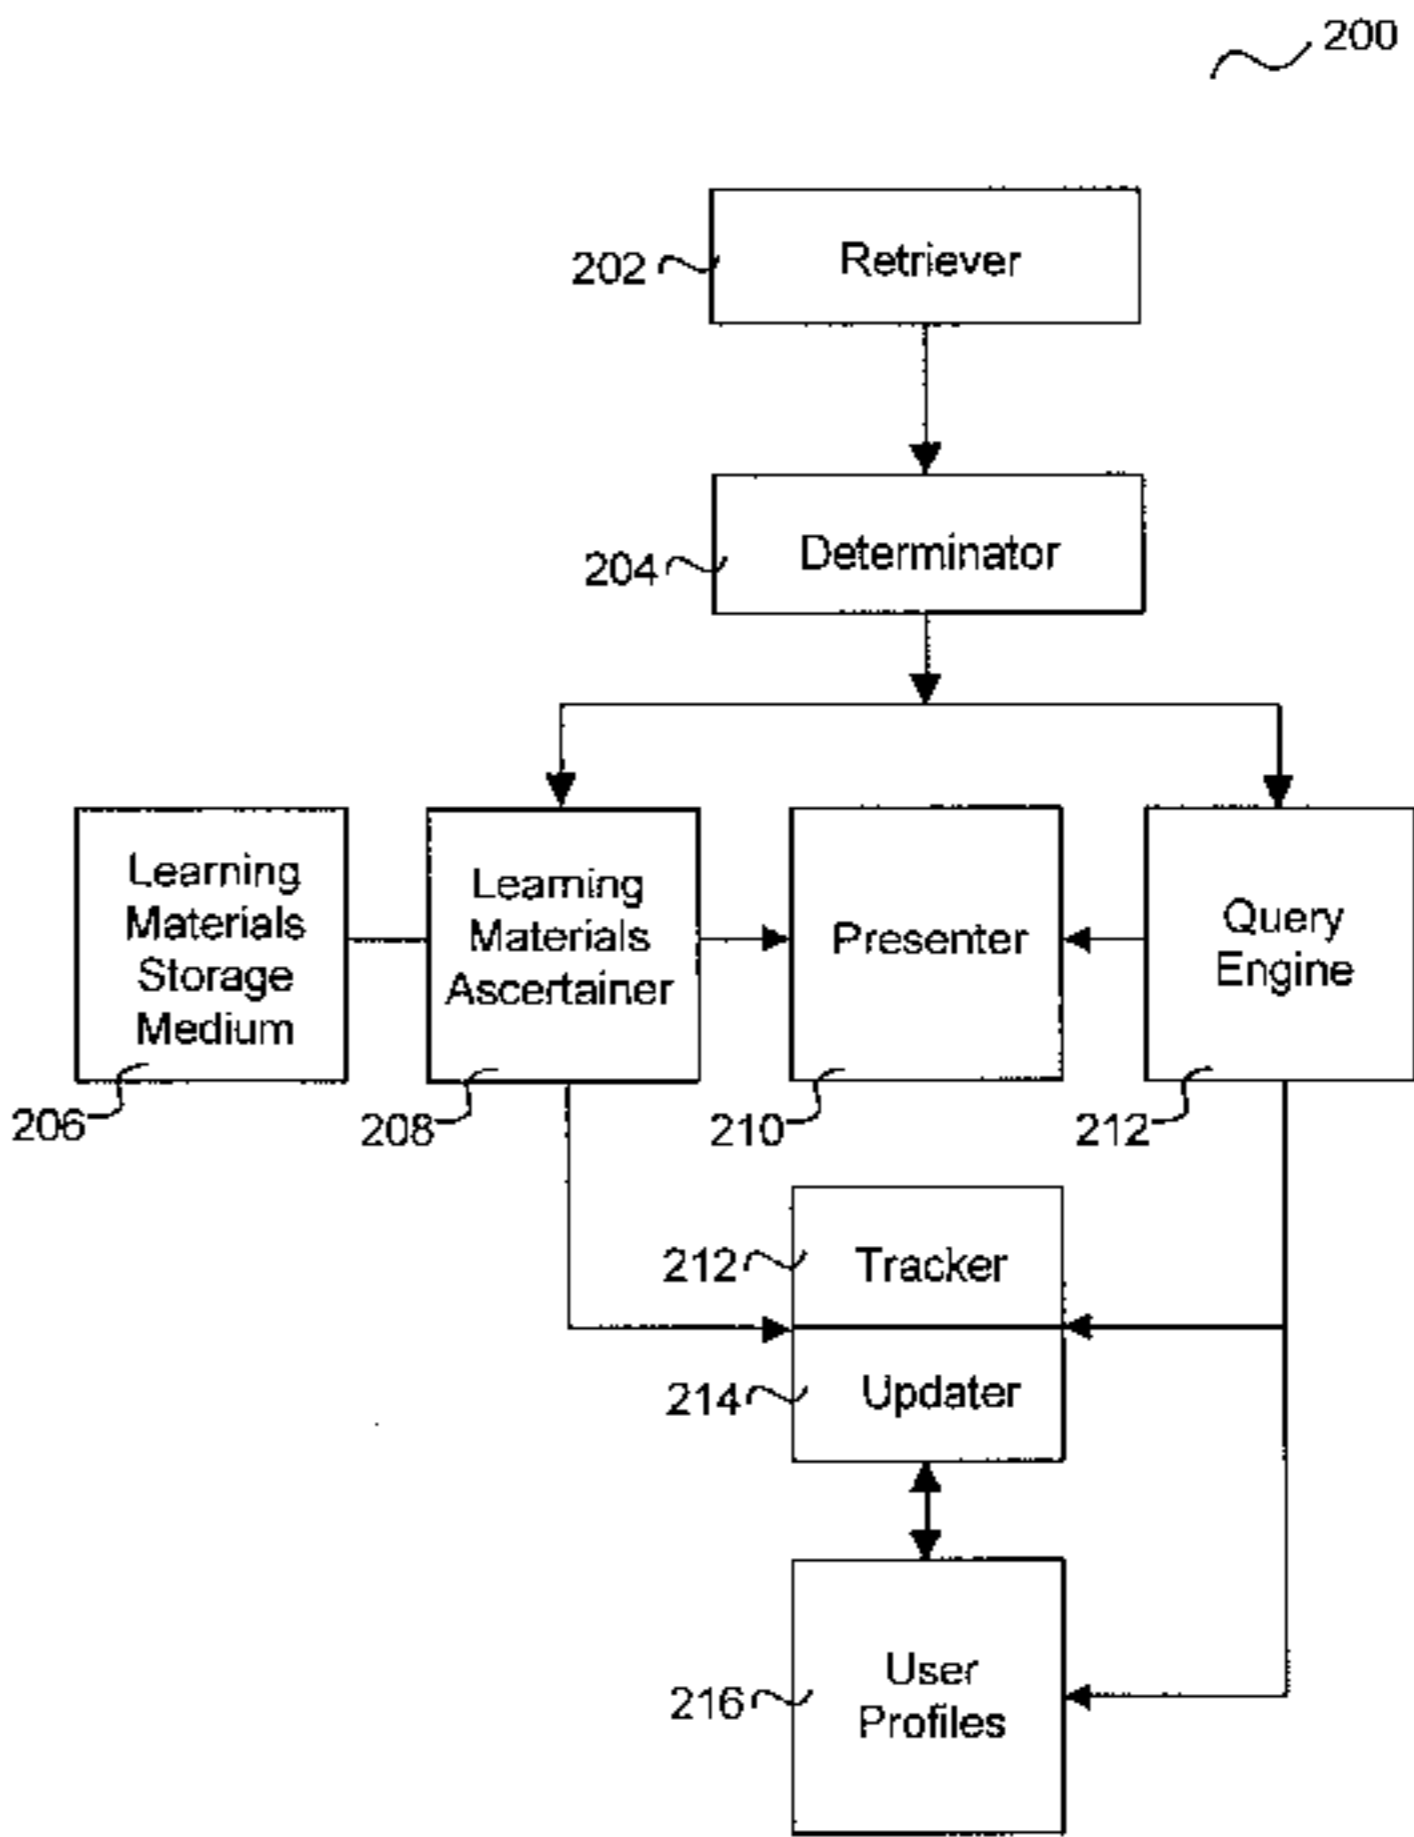 200
Retriever
202
Determinator
204
Learning
Materials
Storage
Medium
206
Learning
Materials
Ascertainer
208
Presenter
210
Query
Engine
212
Tracker
212
Updater
214
User
Profiles
216